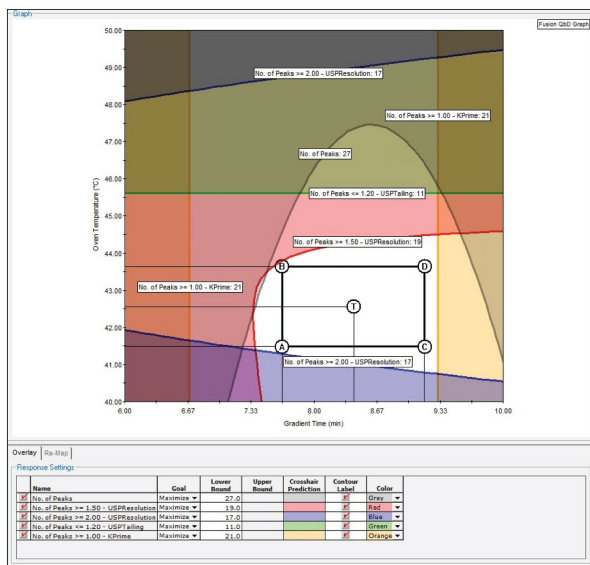 Graph
Fusion QbD Graph
50.00
49.00
48.00
47.00
46.00
45.00
44.00
43.00
42.00
41.00
40.00
Oven Temperature (°C)
No. of Peaks >= 2.00 - USPResolution: 17
No. of Peaks >= 1.00 - KPrime: 21
No. of Peaks: 27
No. of Peaks <= 1.20 - USPTailing: 11
No. of Peaks >= 1.50 - USPResolution: 19
B
D
No. of Peaks >= 1.00 - KPrime: 21
T
A
C
No. of Peaks >= 2.00 - USPResolution: 17
6.00 6.67 7.33 8.00 8.67 9.33 10.00
Gradient Time (min)
Overlay Re-Map
Response Settings
Name Goal Lower Bound Upper Bound Crosshair Prediction Contour Label Color
No. of Peaks Maximize 27.0 Gray
No. of Peaks >= 1.50 - USPResolution Maximize 19.0 Red
No. of Peaks >= 2.00 - USPResolution Maximize 17.0 Blue
No. of Peaks <= 1.20 - USPTailing Maximize 11.0 Green
No. of Peaks >= 1.00 - KPrime Maximize 21.0 Orange